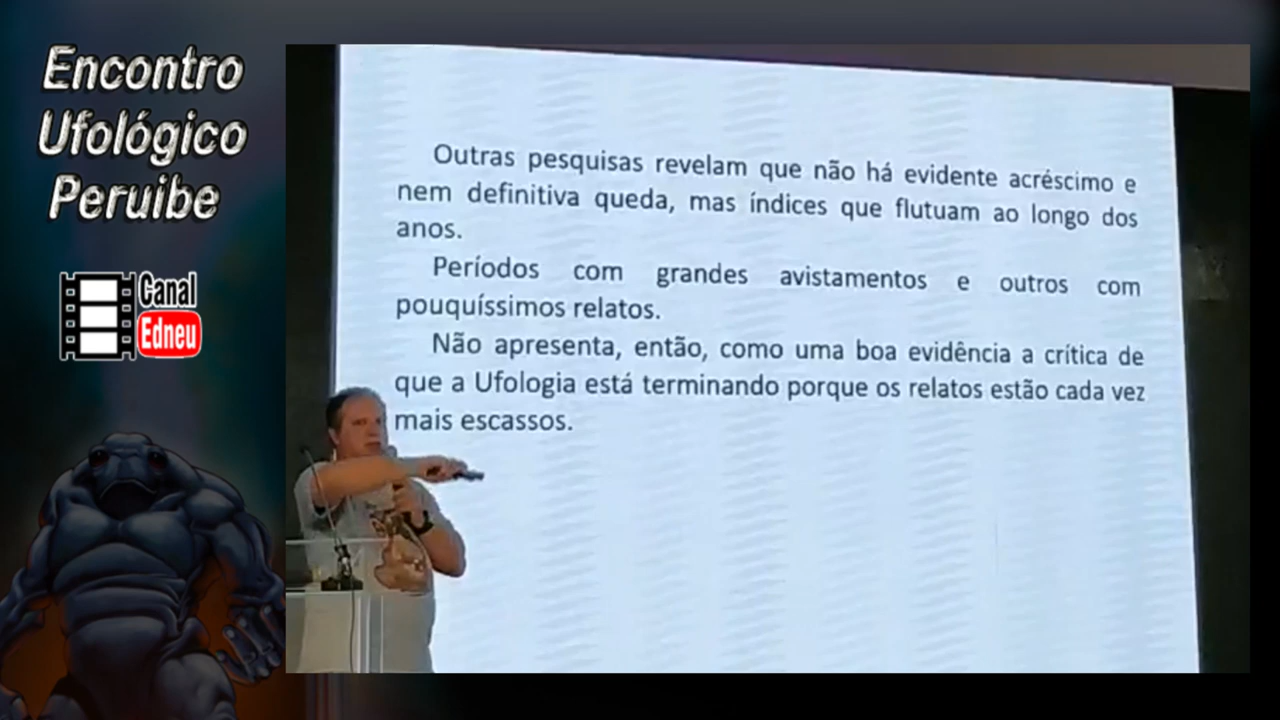 Encontro
Ufológico
Peruibe
Canal
Edneu
Outras pesquisas revelam que não há evidente acréscimo e
nem definitiva queda, mas índices que flutuam ao longo dos
anos.
Períodos com grandes avistamentos e outros com
pouquíssimos relatos.
Não apresenta, então, como uma boa evidência a crítica de
que a Ufologia está terminando porque os relatos estão cada vez
mais escassos.